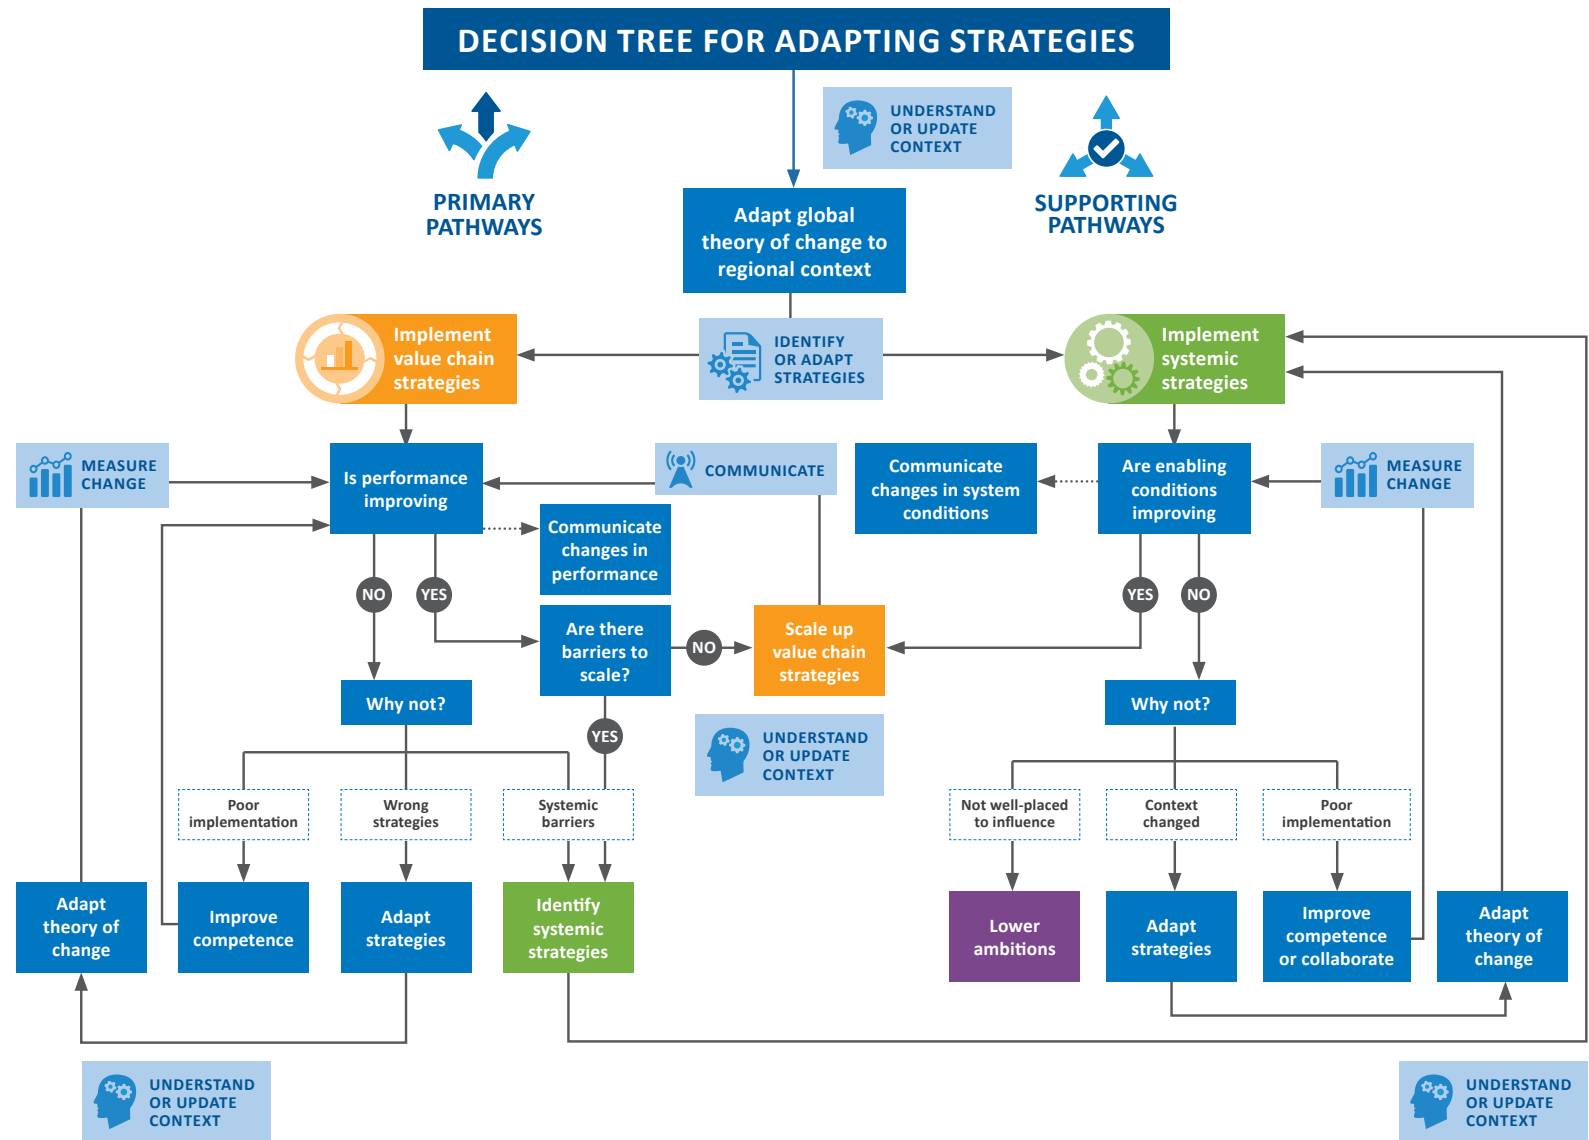 DECISION TREE FOR ADAPTING STRATEGIES
UNDERSTAND
OR UPDATE
CONTEXT
PRIMARY
PATHWAYS
SUPPORTING
PATHWAYS
Adapt global
theory of change to
regional context
Implement
value chain
strategies
IDENTIFY
OR ADAPT
STRATEGIES
Implement
systemic
strategies
MEASURE
CHANGE
Is performance
improving
COMMUNICATE
Communicate
changes in system
conditions
Are enabling
conditions
improving
MEASURE
CHANGE
Communicate
changes in
performance
NO
YES
YES
NO
Are there
barriers to
scale?
NO
Scale up
value chain
strategies
Why not?
YES
Why not?
UNDERSTAND
OR UPDATE
CONTEXT
Poor
implementation
Wrong
strategies
Systemic
barriers
Not well-placed
to influence
Context
changed
Poor
implementation
Adapt
theory of
change
Improve
competence
Adapt
strategies
Identify
systemic
strategies
Lower
ambitions
Adapt
strategies
Improve
competence
or collaborate
Adapt
theory of
change
UNDERSTAND
OR UPDATE
CONTEXT
UNDERSTAND
OR UPDATE
CONTEXT